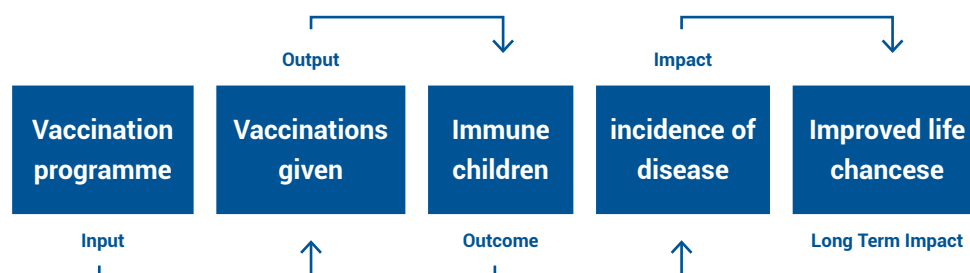 Output
Impact
Vaccination
programme
Vaccinations
given
Immune
children
incidence of
disease
Improved life
chancese
Input
Outcome
Long Term Impact